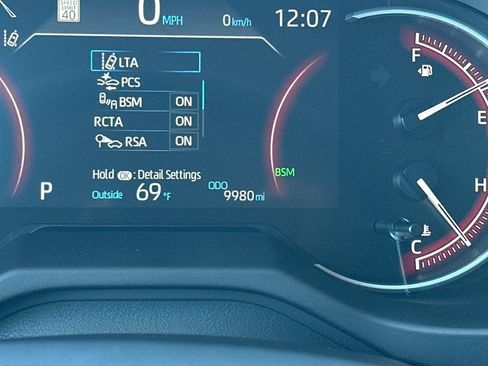 SPEED
LIMIT
40
0 MPH
0 km/h
12:07
LTA
PCS
BSM ON
RCTA ON
RSA ON
Hold OK : Detail Settings
BSM
P
Outside 69 °F
ODO
9980 mi
F
E
H
C